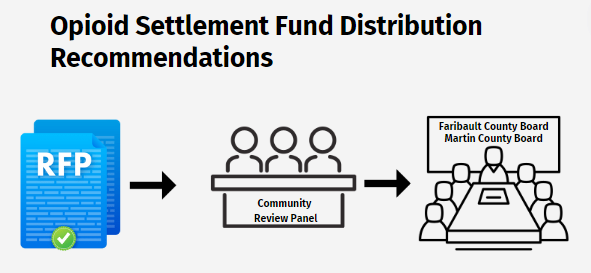 Opioid Settlement Fund Distribution
Recommendations
RFP
Community
Review Panel
Faribault County Board
Martin County Board